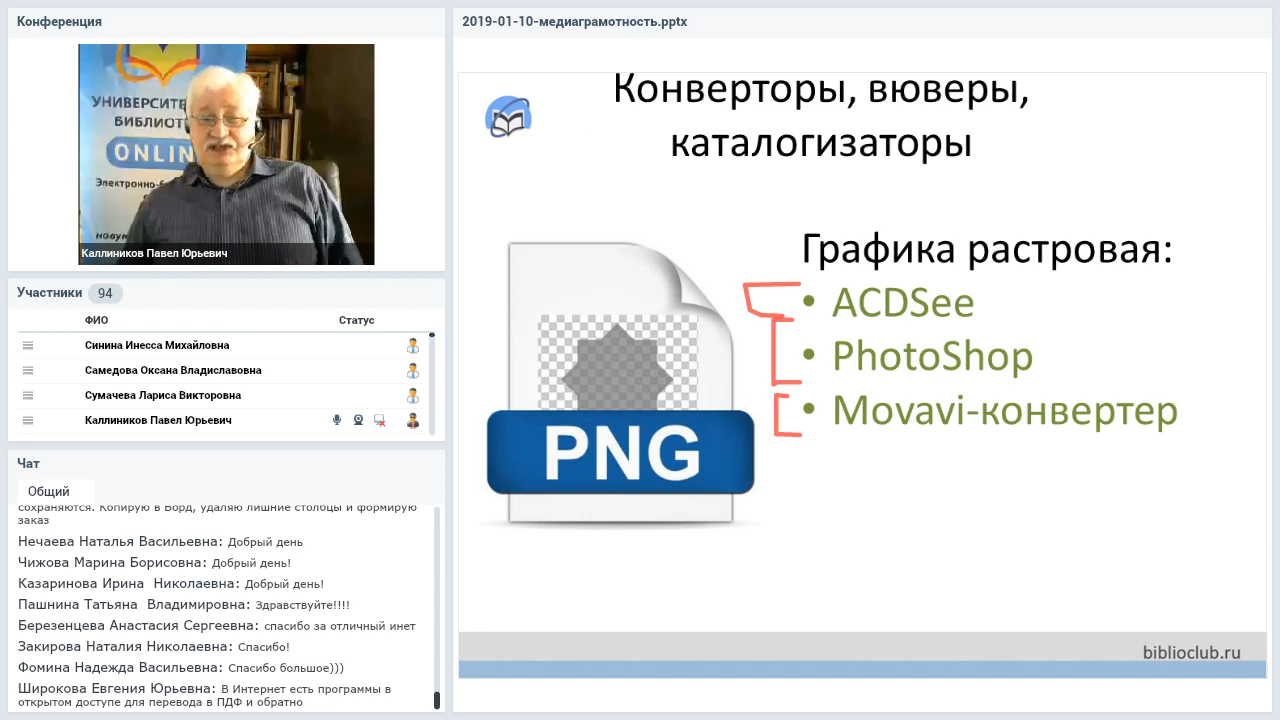 Конференция
УНИВЕРСИТЕ
БИБЛИОТ
ONLIN
Каллиников Павел Юрьевич
Участники 94
ФИО Статус
Синина Инесса Михайловна
Самедова Оксана Владиславовна
Сумачева Лариса Викторовна
Каллиников Павел Юрьевич
Чат
Общий
сохраняются. Копирую в Ворд, удаляю лишние столбцы и формирую
заказ
Нечаева Наталья Васильевна: Добрый день
Чижова Марина Борисовна: Добрый день!
Казаринова Ирина Николаевна: Добрый день!
Пашнина Татьяна Владимировна: Здравствуйте!!!!
Березенцева Анастасия Сергеевна: спасибо за отличный инет
Закирова Наталия Николаевна: Спасибо!
Фомина Надежда Васильевна: Спасибо большое)))
Широкова Евгения Юрьевна: В Интернет есть программы в
открытом доступе для перевода в ПДФ и обратно
2019-01-10-медиаграмотность.pptx
Конверторы, вюверы,
каталогизаторы
PNG
Графика растровая:
• ACDSee
• PhotoShop
• Movavi-конвертер
biblioclub.ru